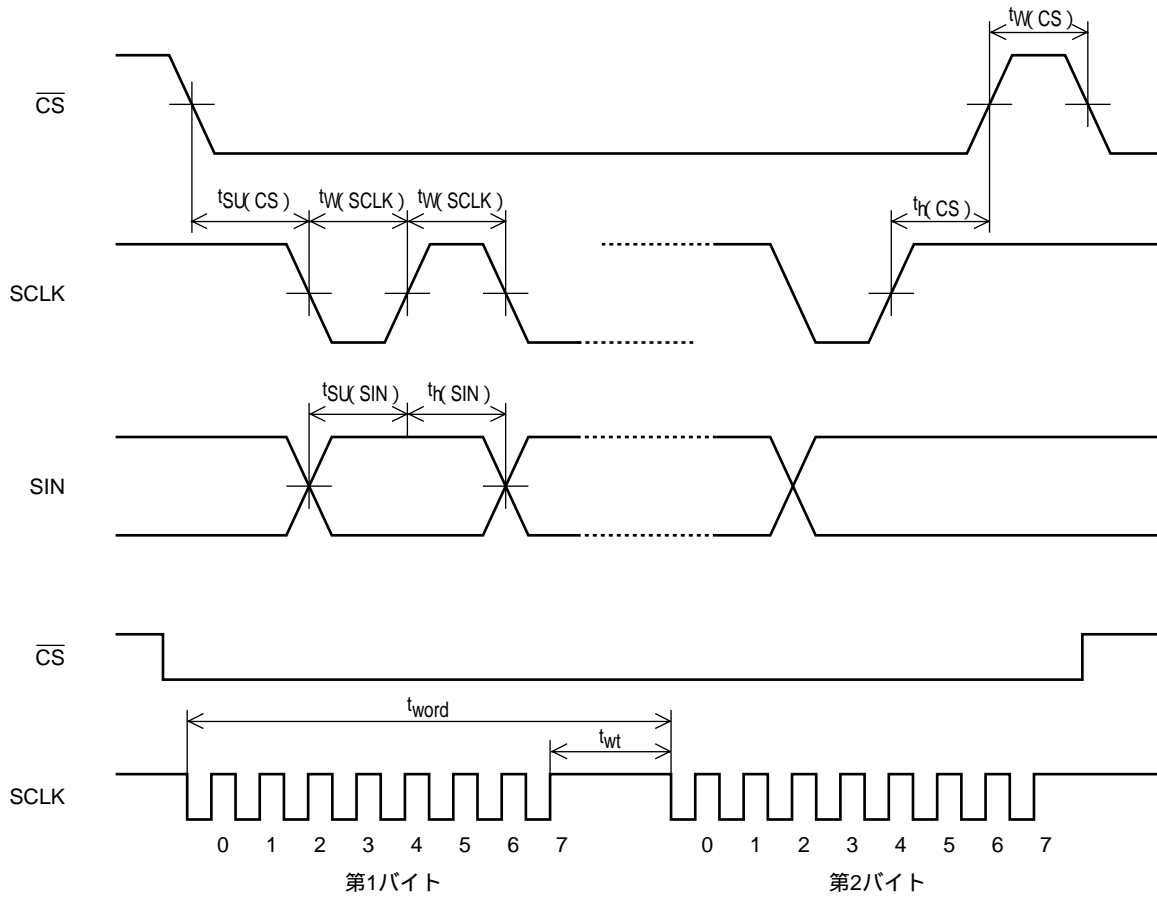 tW(CS)
CS
tSU(CS) tW(SCLK) tW(SCLK)
th(CS)
SCLK
tSU(SIN) th(SIN)
SIN
CS
tword
twt
SCLK
0 1 2 3 4 5 6 7 0 1 2 3 4 5 6 7
第1バイト 第2バイト